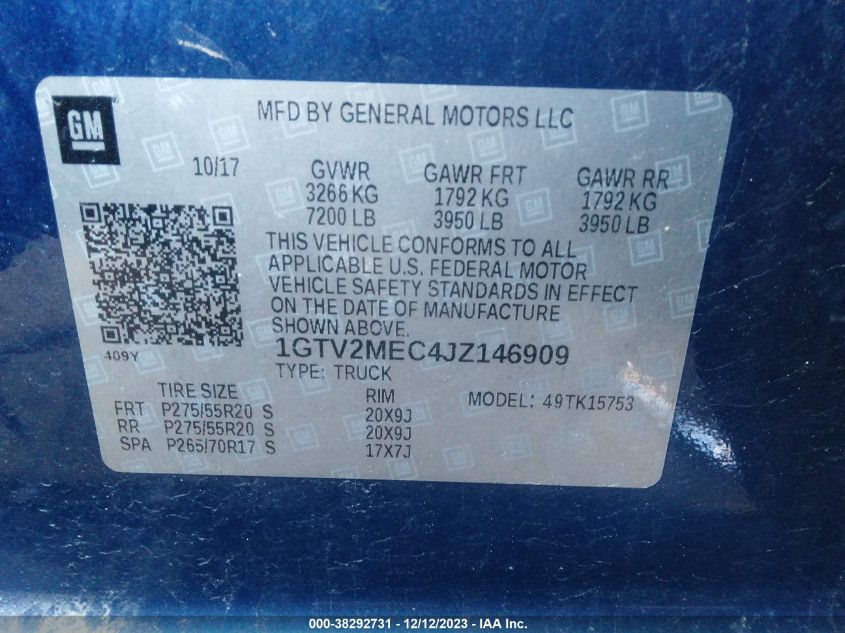 GM
MFD BY GENERAL MOTORS LLC
10/17 GVWR GAWR FRT GAWR RR
3266 KG 1792 KG 1792 KG
7200 LB 3950 LB 3950 LB
THIS VEHICLE CONFORMS TO ALL
APPLICABLE U.S. FEDERAL MOTOR
VEHICLE SAFETY STANDARDS IN EFFECT
ON THE DATE OF MANUFACTURE
SHOWN ABOVE.
409Y
1GTV2MEC4JZ146909
TYPE: TRUCK
TIRE SIZE RIM MODEL: 49TK15753
FRT P275/55R20 S 20X9J
RR P275/55R20 S 20X9J
SPA P265/70R17 S 17X7J
000-38292731 - 12/12/2023 - IAAI.com